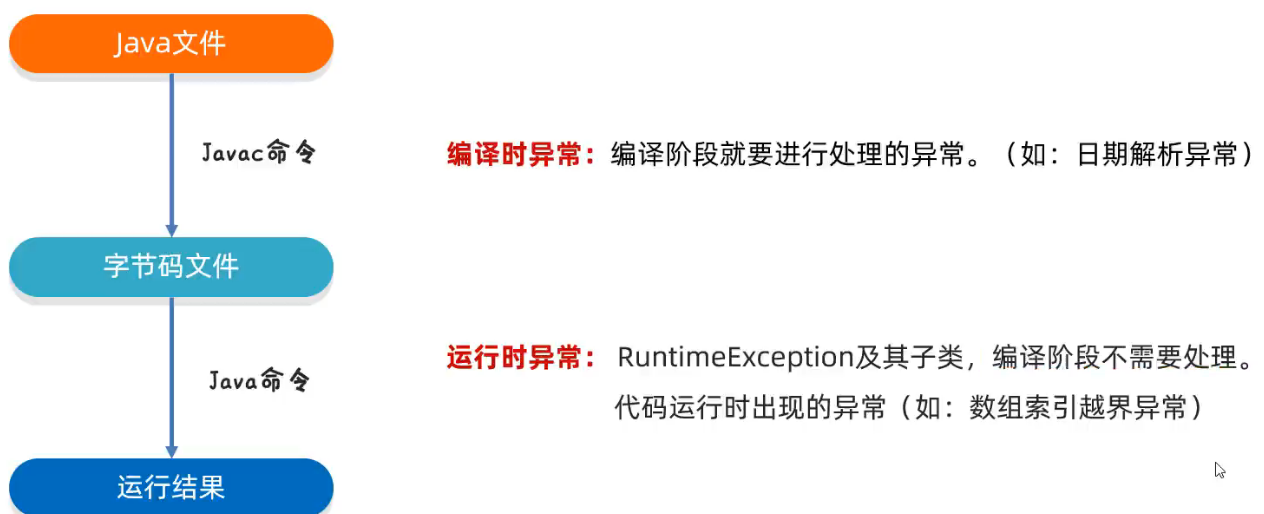 Java文件
Javac命令
编译时异常：编译阶段就要进行处理的异常。（如：日期解析异常）
字节码文件
运行时异常： RuntimeException及其子类，编译阶段不需要处理。
Java命令
代码运行时出现的异常（如：数组索引越界异常）
运行结果